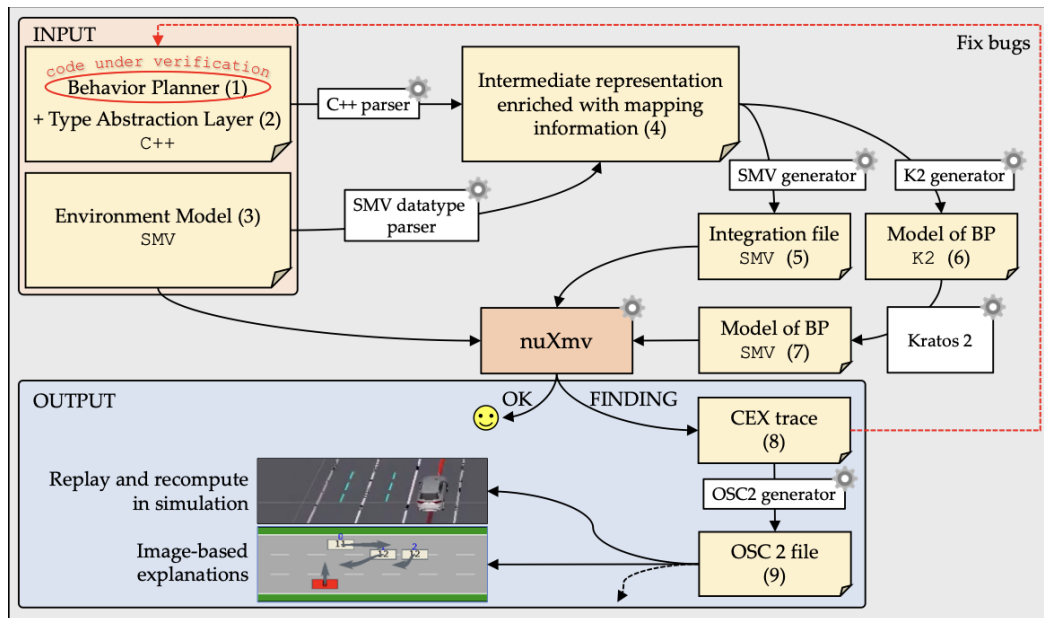 INPUT
code under verification
Behavior Planner (1)
+ Type Abstraction Layer (2)
C++
Environment Model (3)
SMV
C++ parser
SMV datatype
parser
Intermediate representation
enriched with mapping
information (4)
Fix bugs
SMV generator
K2 generator
Integration file
SMV (5)
Model of BP
K2 (6)
nuXmv
Model of BP
SMV (7)
Kratos 2
OUTPUT
OK
FINDING
CEX trace
(8)
OSC2 generator
OSC 2 file
(9)
Replay and recompute
in simulation
Image-based
explanations